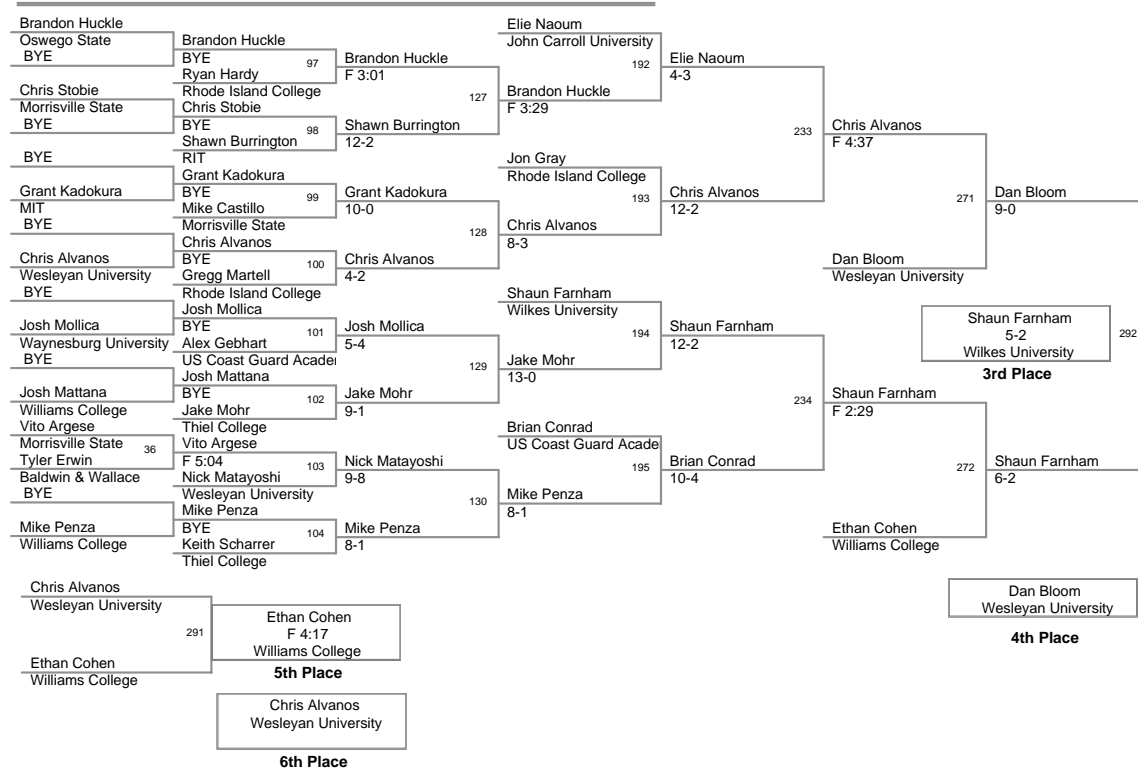 Brandon Huckle
Oswego State
BYE
Chris Stobie
Morrisville State
BYE
BYE
Grant Kadokura
MIT
BYE
Chris Alvanos
Wesleyan University
BYE
Josh Mollica
Waynesburg University
BYE
Josh Mattana
Williams College
Vito Argese
Morrisville State
36
Tyler Erwin
Baldwin & Wallace
BYE
Mike Penza
Williams College
Brandon Huckle
BYE
97
Ryan Hardy
Rhode Island College
Chris Stobie
BYE
98
Shawn Burrington
RIT
Grant Kadokura
BYE
99
Mike Castillo
Morrisville State
Chris Alvanos
BYE
100
Gregg Martell
Rhode Island College
Josh Mollica
BYE
101
Alex Gebhart
US Coast Guard Acader
Josh Mattana
BYE
102
Jake Mohr
Thiel College
Vito Argese
F 5:04
103
Nick Matayoshi
Wesleyan University
Mike Penza
BYE
104
Keith Scharrer
Thiel College
Brandon Huckle
F 3:01
127
Shawn Burrington
12-2
Grant Kadokura
10-0
128
Chris Alvanos
4-2
Josh Mollica
5-4
129
Jake Mohr
9-1
Nick Matayoshi
9-8
130
Mike Penza
8-1
Elie Naoum
John Carroll University
192
Brandon Huckle
F 3:29
Jon Gray
Rhode Island College
193
Chris Alvanos
8-3
Shaun Farnham
Wilkes University
194
Jake Mohr
13-0
Brian Conrad
US Coast Guard Acade
195
Mike Penza
8-1
Elie Naoum
4-3
233
Chris Alvanos
12-2
Shaun Farnham
12-2
234
Brian Conrad
10-4
Chris Alvanos
F 4:37
271
Dan Bloom
Wesleyan University
Shaun Farnham
F 2:29
272
Ethan Cohen
Williams College
Dan Bloom
9-0
Shaun Farnham
5-2
Wilkes University
292
3rd Place
Shaun Farnham
6-2
Dan Bloom
Wesleyan University
4th Place
Chris Alvanos
Wesleyan University
291
Ethan Cohen
Williams College
Ethan Cohen
F 4:17
Williams College
5th Place
Chris Alvanos
Wesleyan University
6th Place